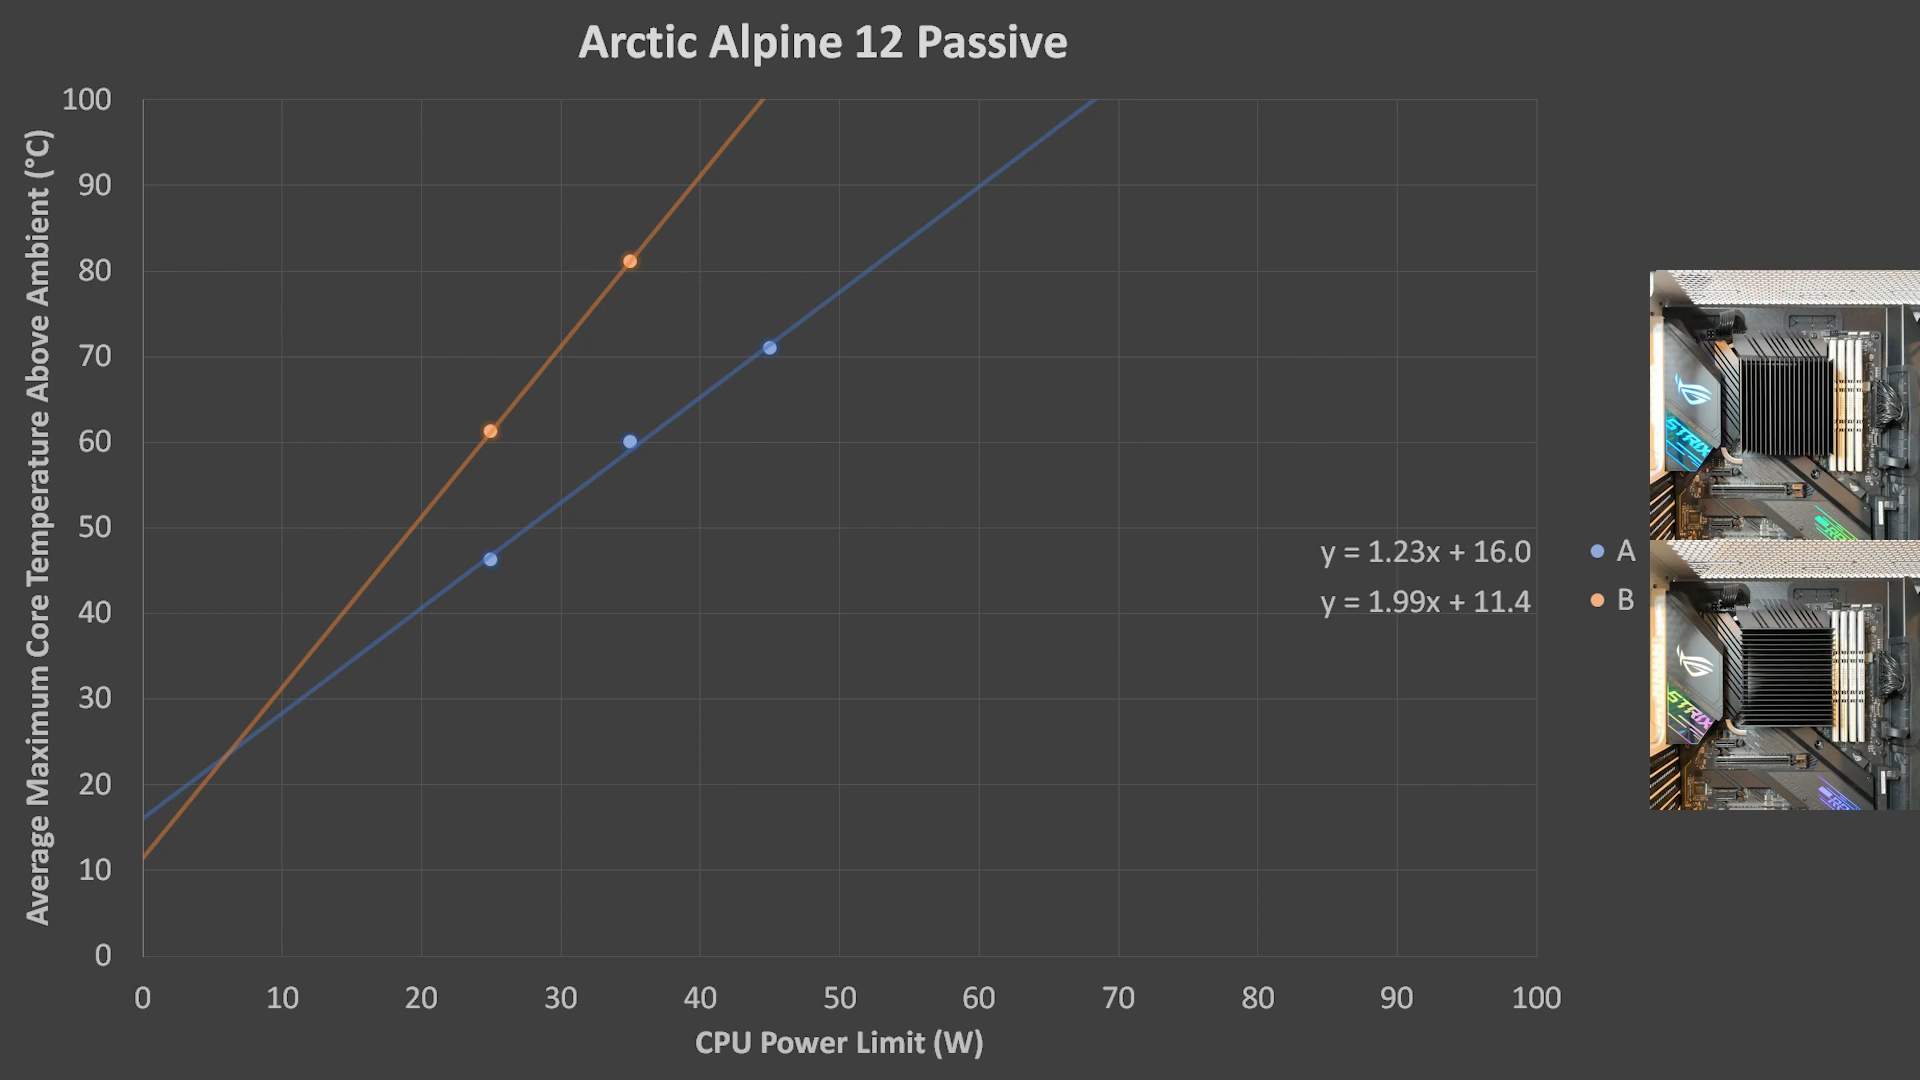 Arctic Alpine 12 Passive
Average Maximum Core Temperature Above Ambient (°C)
100
90
80
70
60
50
40
30
20
10
0
0 10 20 30 40 50 60 70 80 90 100
CPU Power Limit (W)
y = 1.23x + 16.0
A
y = 1.99x + 11.4
B
STRIX
STRIX